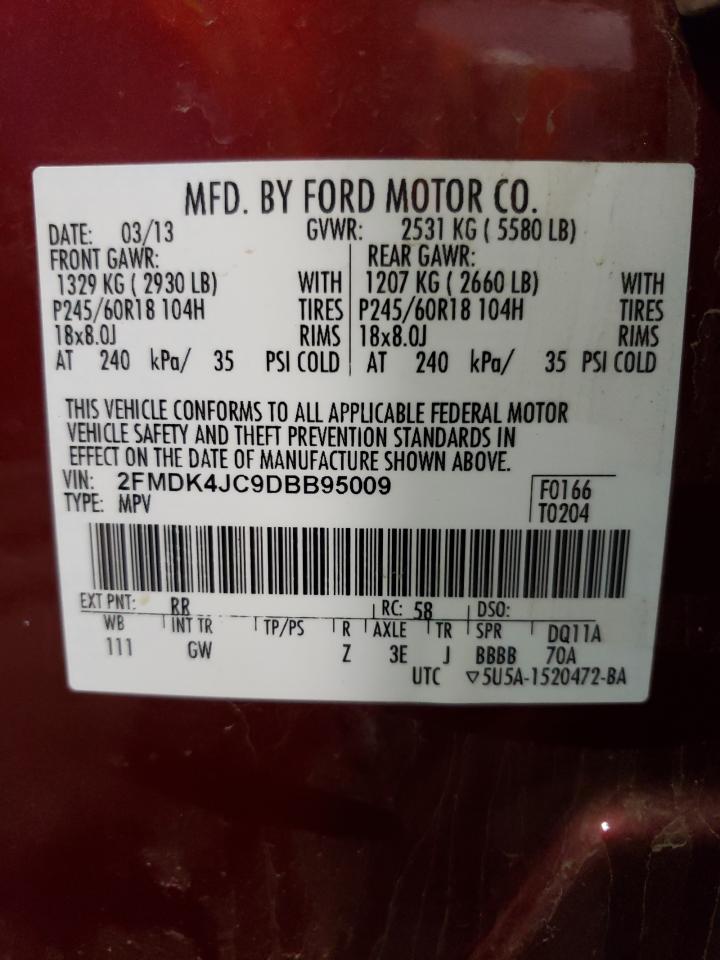 MFD. BY FORD MOTOR CO.
DATE: 03/13 GVWR: 2531 KG ( 5580 LB)
FRONT GAWR: REAR GAWR:
1329 KG ( 2930 LB) WITH 1207 KG ( 2660 LB) WITH
P245/60R18 104H TIRES P245/60R18 104H TIRES
18x8.0J RIMS 18x8.0J RIMS
AT 240 kPa/ 35 PSI COLD AT 240 kPa/ 35 PSI COLD
THIS VEHICLE CONFORMS TO ALL APPLICABLE FEDERAL MOTOR
VEHICLE SAFETY AND THEFT PREVENTION STANDARDS IN
EFFECT ON THE DATE OF MANUFACTURE SHOWN ABOVE.
VIN: 2FMDK4JC9DBB95009 F0166
TYPE: MPV T0204
EXT PNT: RR RC: 58 DSO:
WB INT TR TP/PS R AXLE TR SPR DQ11A
111 GW Z 3E J BBBB 70A
UTC ▽5U5A-1520472-BA